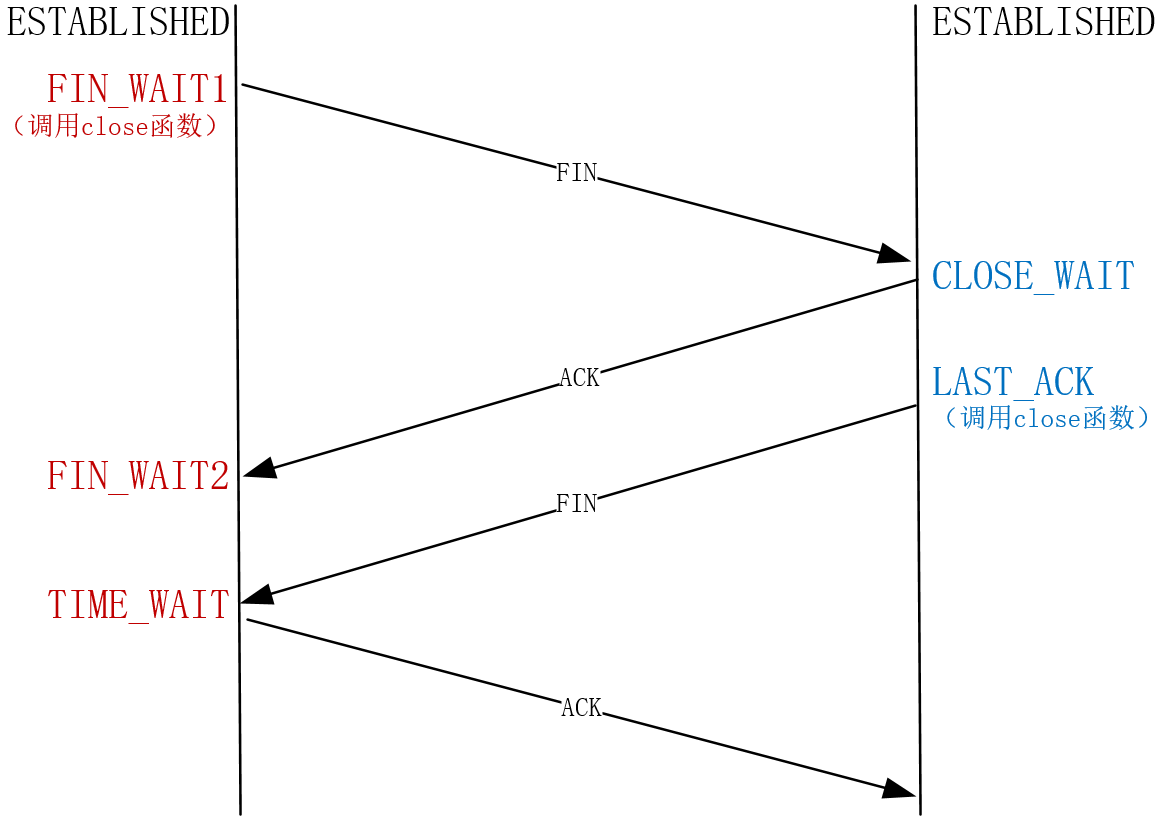 ESTABLISHED
ESTABLISHED
FIN_WAIT1
（调用close函数）
FIN
CLOSE_WAIT
ACK
LAST_ACK
（调用close函数）
FIN_WAIT2
FIN
TIME_WAIT
ACK